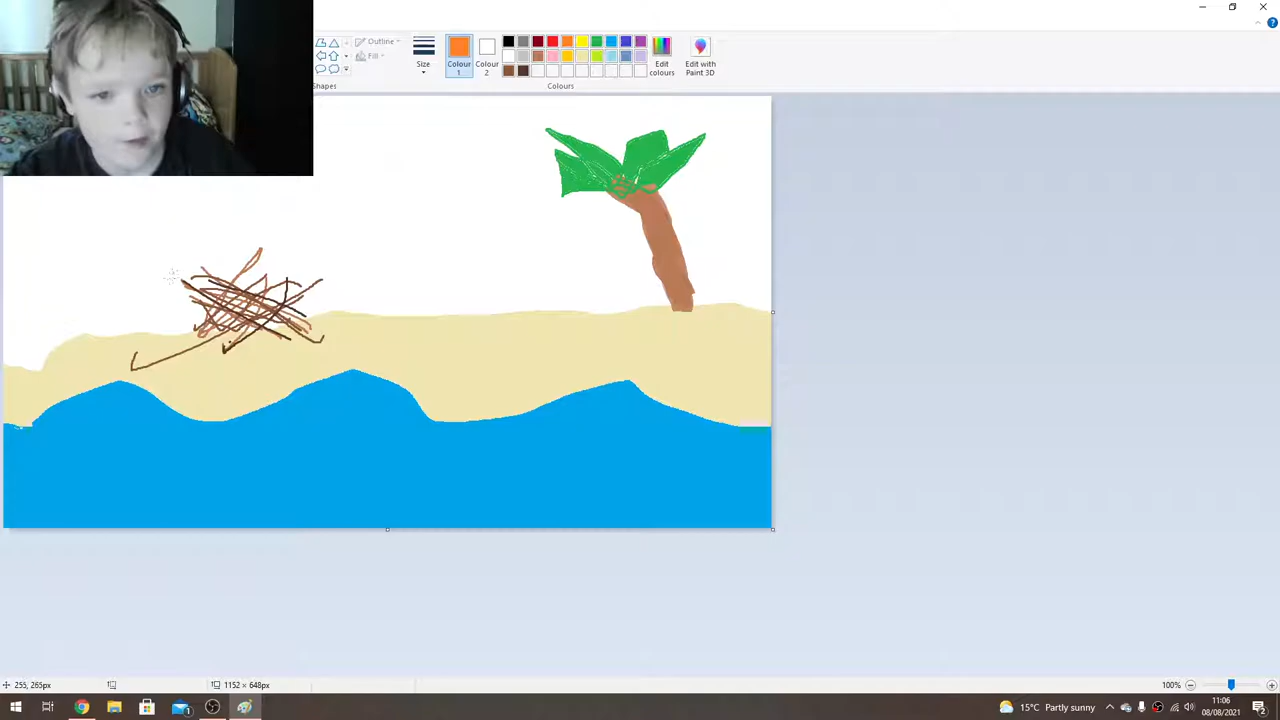 Outline
Fill
Shapes
Size
Colour 1
Colour 2
Edit colours
Edit with Paint 3D
Colours
255, 265px
1152 × 648px
100%
15°C Partly sunny
11:06
08/08/2021